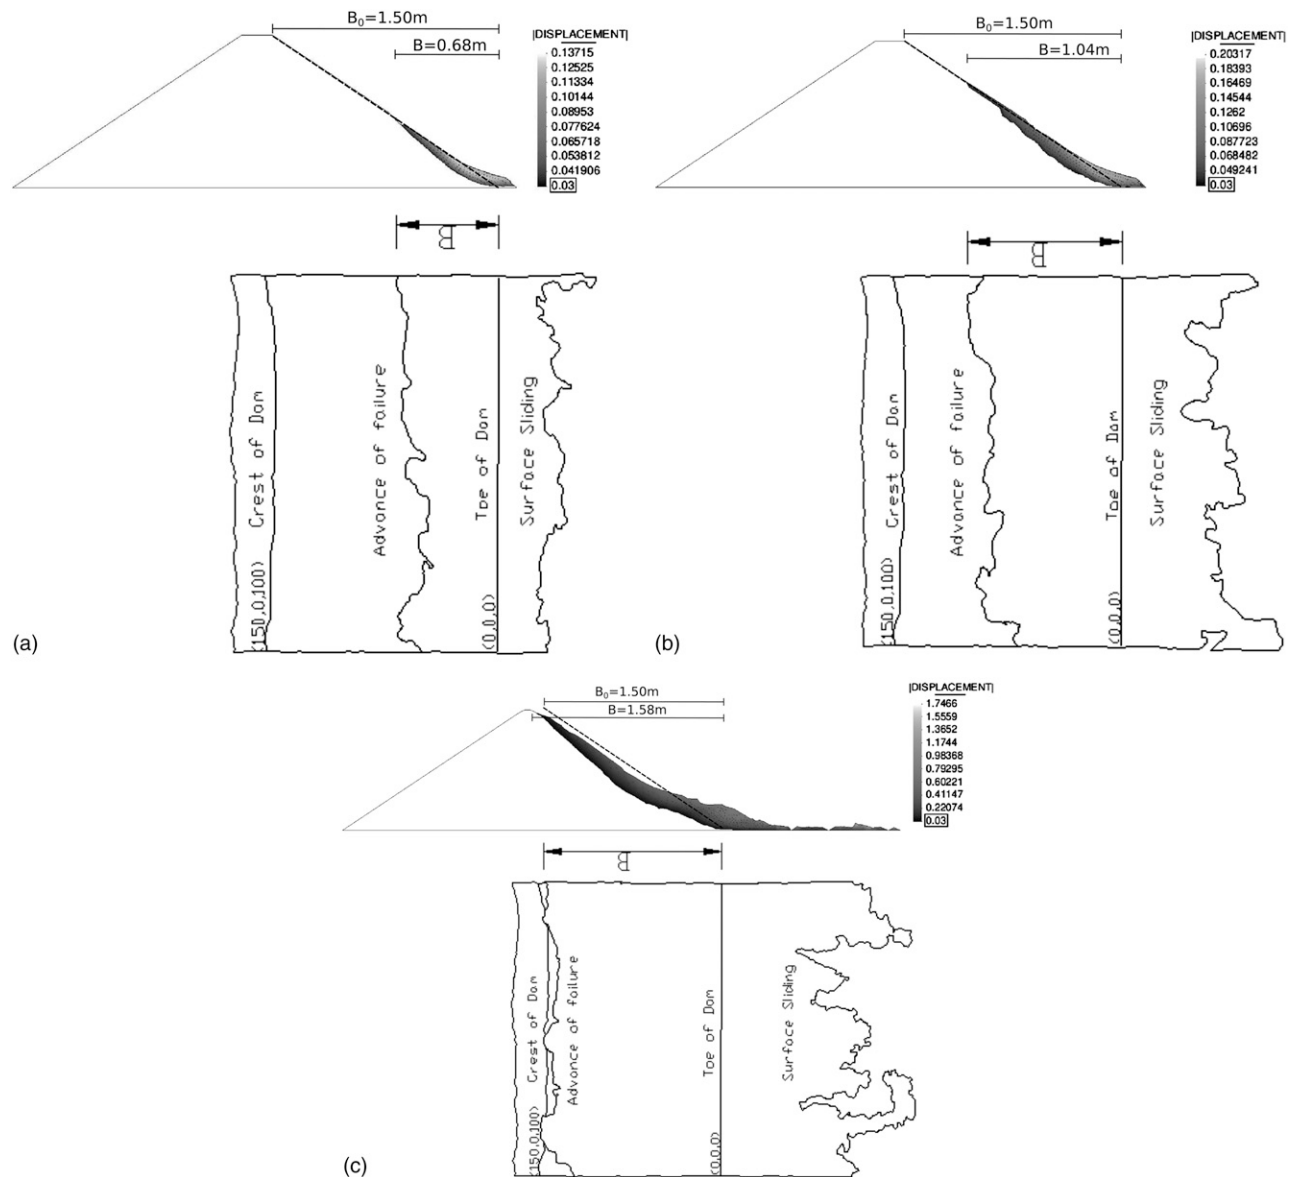 B₀=1.50m
B=0.68m
|DISPLACEMENT|
0.13715
0.12525
0.11334
0.10144
0.08953
0.077624
0.065718
0.053812
0.041906
0.03
B
Crest of Dam
(150,0,100)
Advance of failure
Toe of Dam
(0,0,0)
Surface Sliding
(a)
B₀=1.50m
B=1.04m
|DISPLACEMENT|
0.20317
0.18393
0.16469
0.14544
0.1262
0.10696
0.087723
0.068482
0.049241
0.03
B
Crest of Dam
(150,0,100)
Advance of failure
Toe of Dam
(0,0,0)
Surface Sliding
(b)
B₀=1.50m
B=1.58m
|DISPLACEMENT|
1.7466
1.5559
1.3652
1.1744
0.98368
0.79295
0.60221
0.41147
0.22074
0.03
B
Crest of Dam
(150,0,100)
Advance of failure
Toe of Dam
(0,0,0)
Surface Sliding
(c)